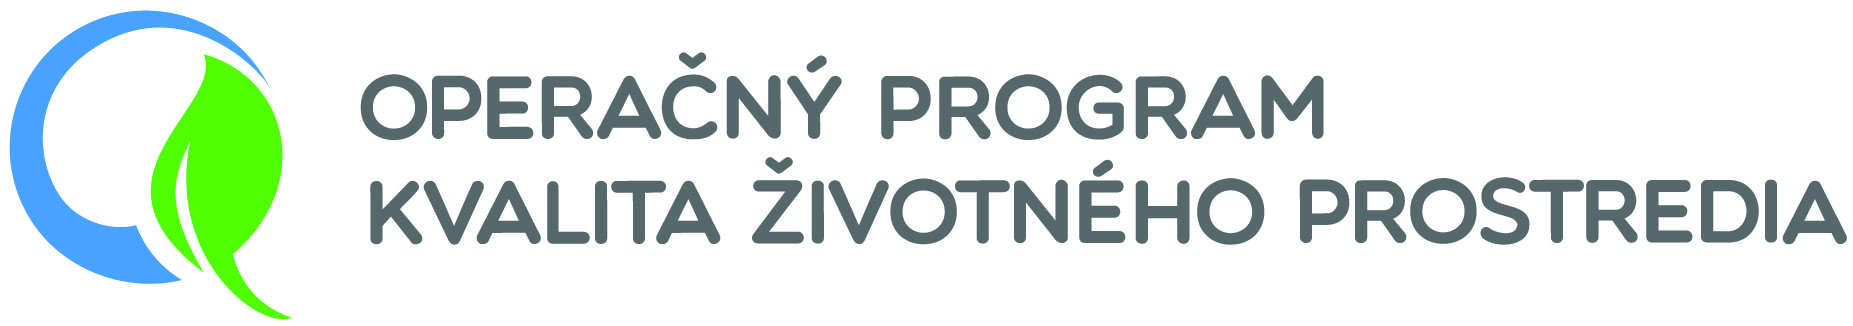 OPERAČNÝ PROGRAM
KVALITA ŽIVOTNÉHO PROSTREDIA